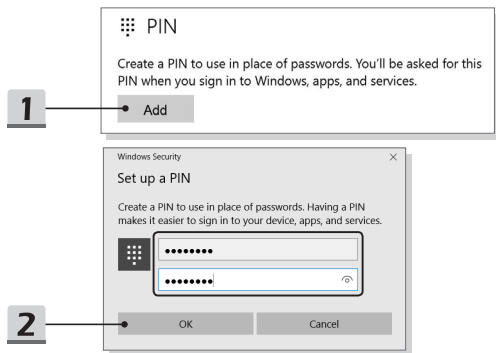 PIN
Create a PIN to use in place of passwords. You'll be asked for this
PIN when you sign in to Windows, apps, and services.
1
Add
Windows Security
Set up a PIN
Create a PIN to use in place of passwords. Having a PIN
makes it easier to sign in to your device, apps, and services.
••••••••
••••••••
2
OK
Cancel